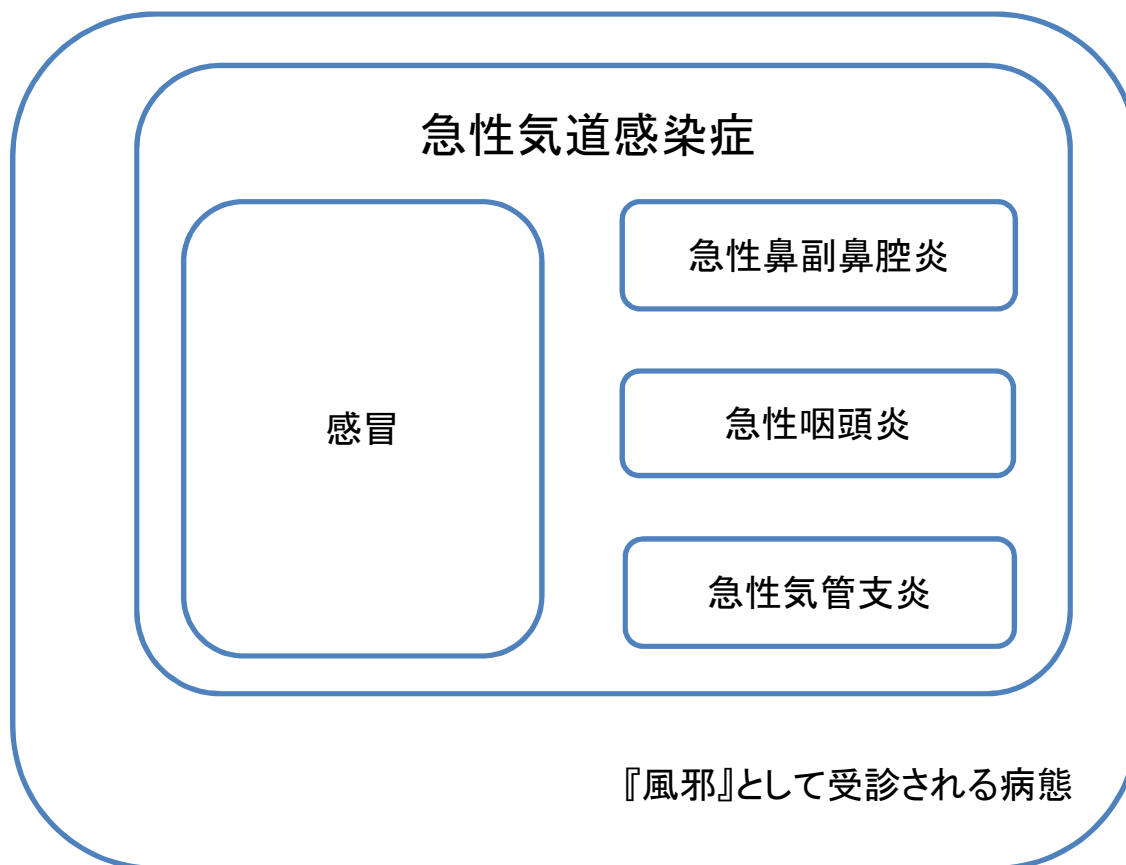 急性気道感染症
感冒
急性鼻副鼻腔炎
急性咽頭炎
急性気管支炎
『風邪』として受診される病態